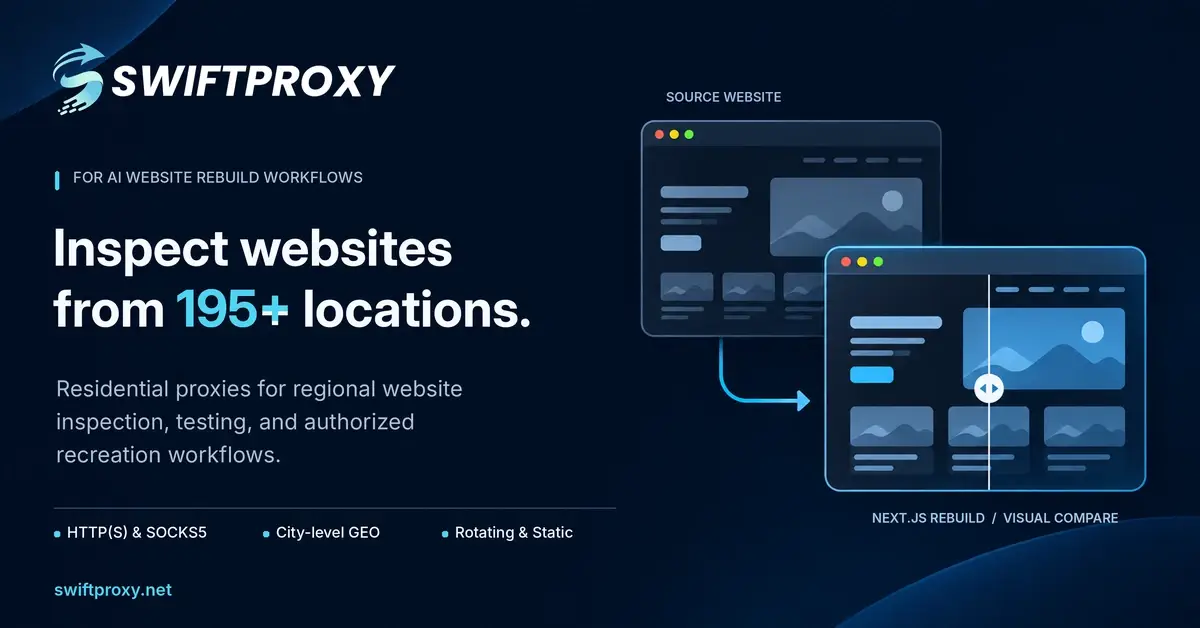 SWIFTPROXY
FOR AI WEBSITE REBUILD WORKFLOWS
Inspect websites
from 195+ locations.
Residential proxies for regional website
inspection, testing, and authorized
recreation workflows.
HTTP(S) & SOCKS5
City-level GEO
Rotating & Static
swiftproxy.net
SOURCE WEBSITE
NEXT.JS REBUILD / VISUAL COMPARE